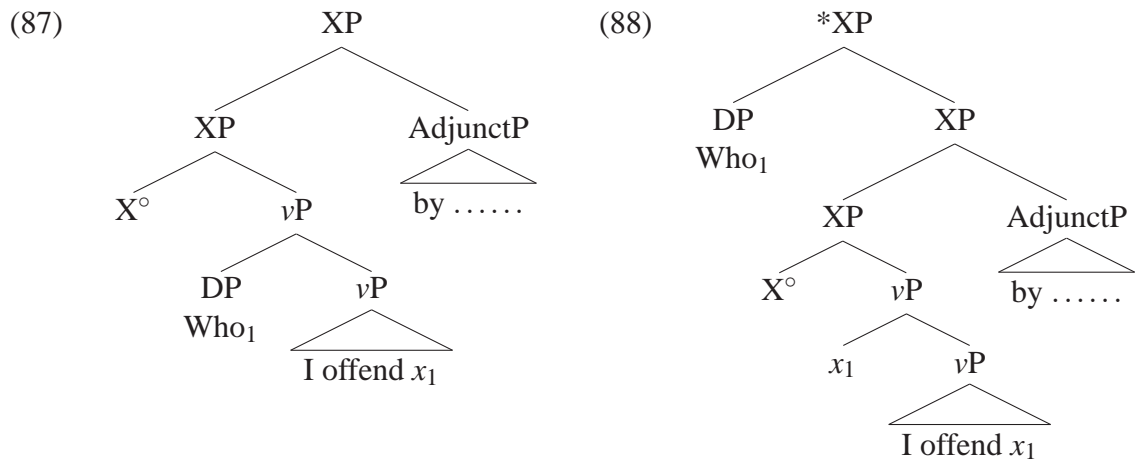 (87) XP (88) *XP
XP AdjunctP DP XP
Who₁
X° vP by ...... XP AdjunctP
DP vP X° vP by ......
Who₁
I offend x₁ x₁ vP
I offend x₁